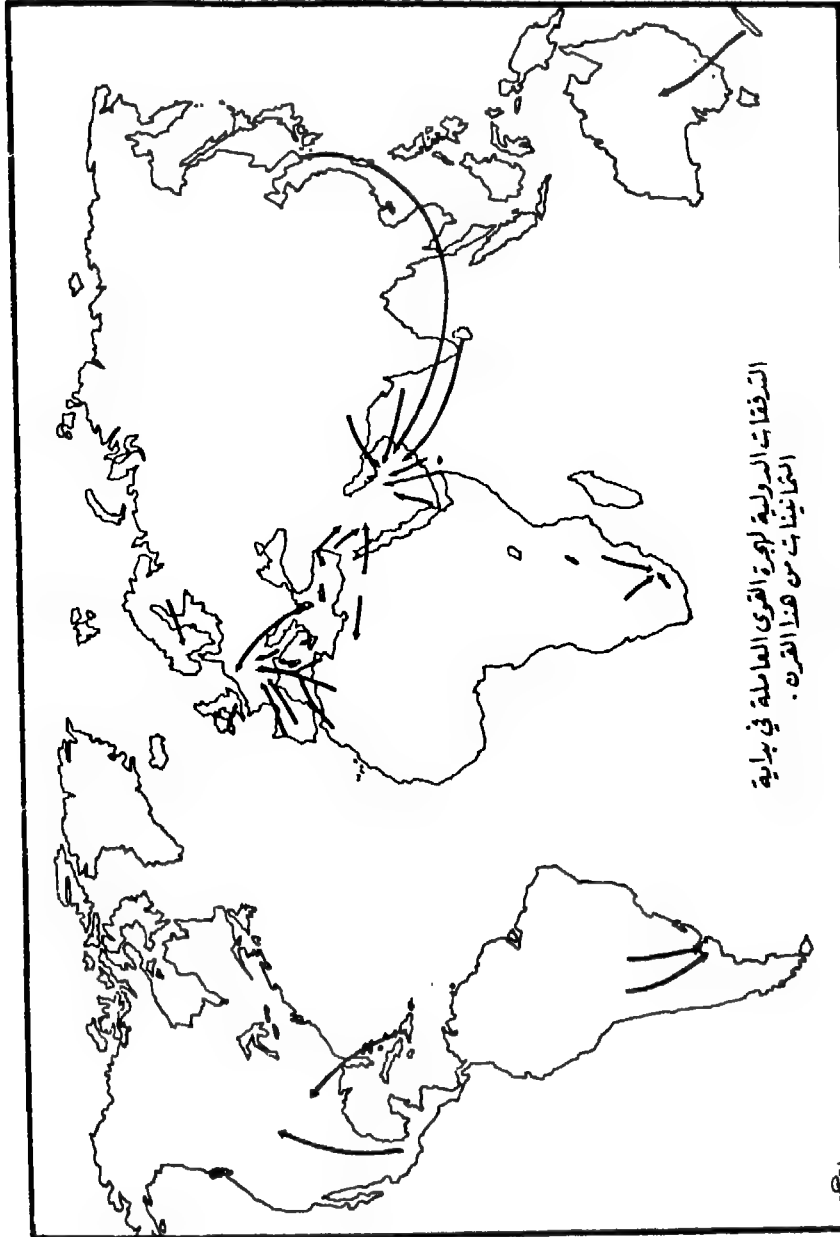 التدفقات الدولية لهجرة القوى العاملة في بداية
الثمانينات من هذا القرن .